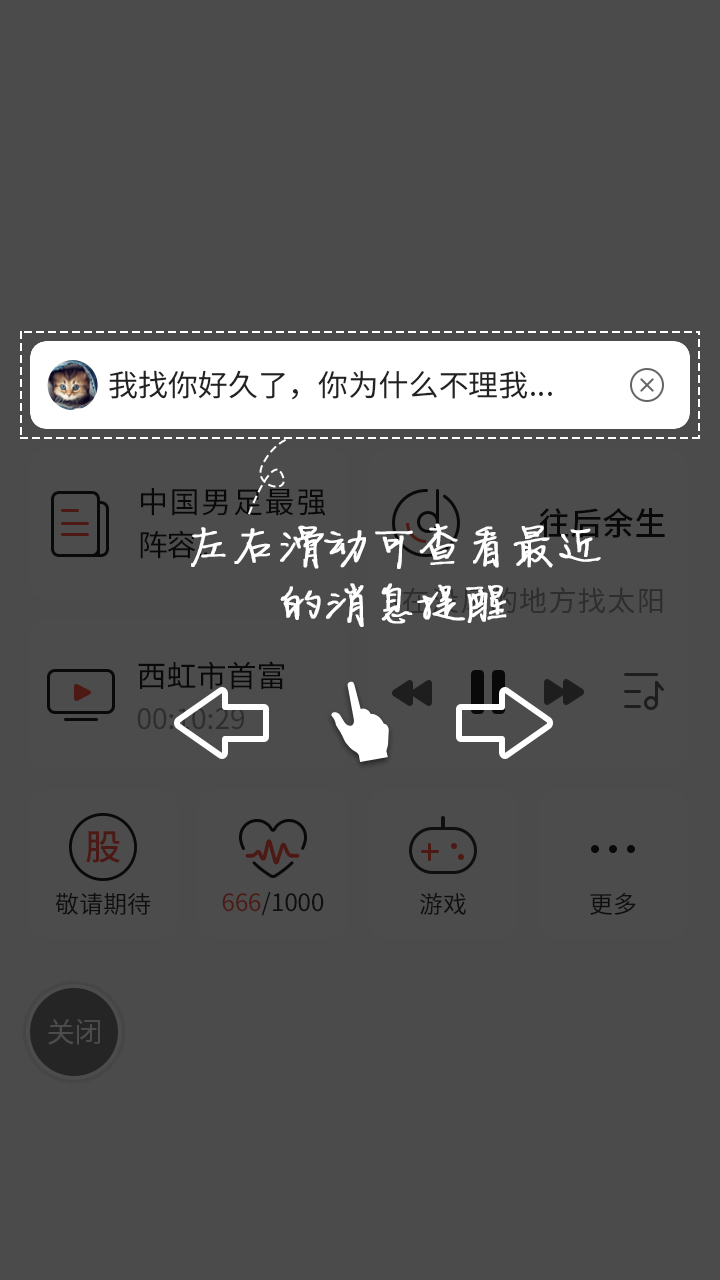 我找你好久了，你为什么不理我...
中国男足最强
阵容
往后余生
左右滑动可查看最近
的消息提醒
的地方找太阳
西虹市首富
00:10:29
股
敬请期待
666/1000
游戏
更多
关闭